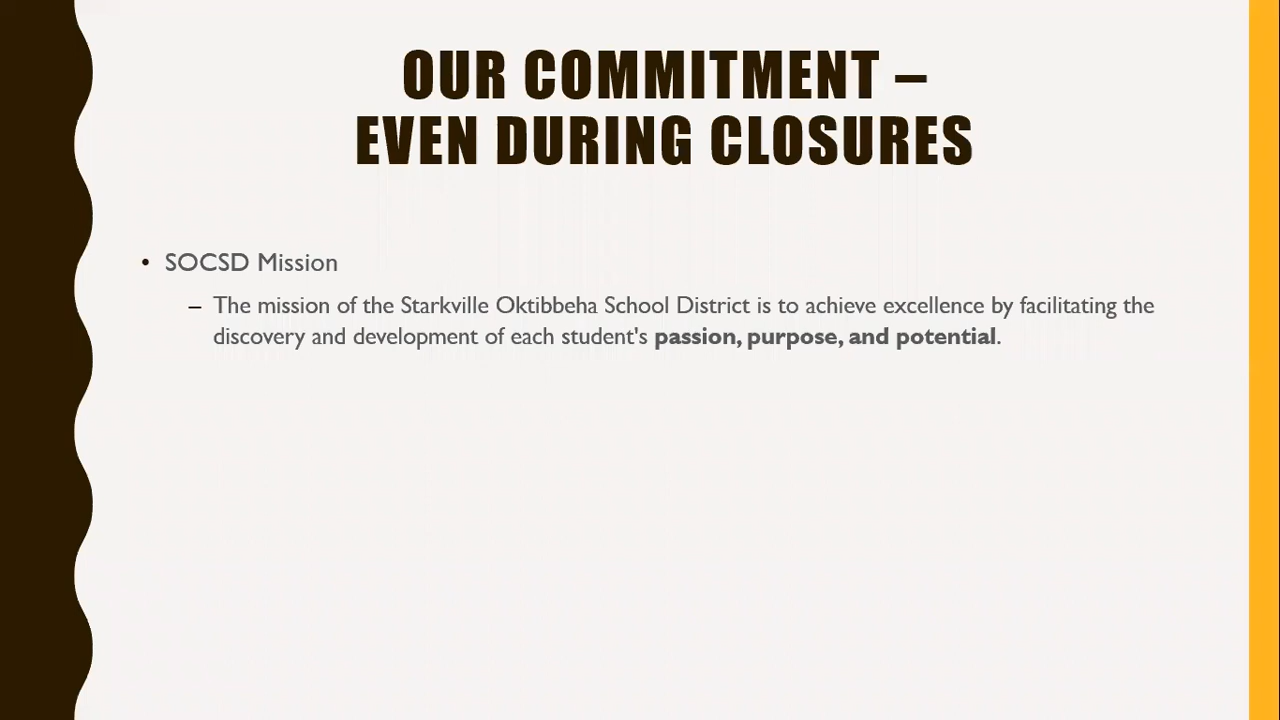 OUR COMMITMENT –
EVEN DURING CLOSURES
• SOCSD Mission
– The mission of the Starkville Oktibbeha School District is to achieve excellence by facilitating the
discovery and development of each student's passion, purpose, and potential.